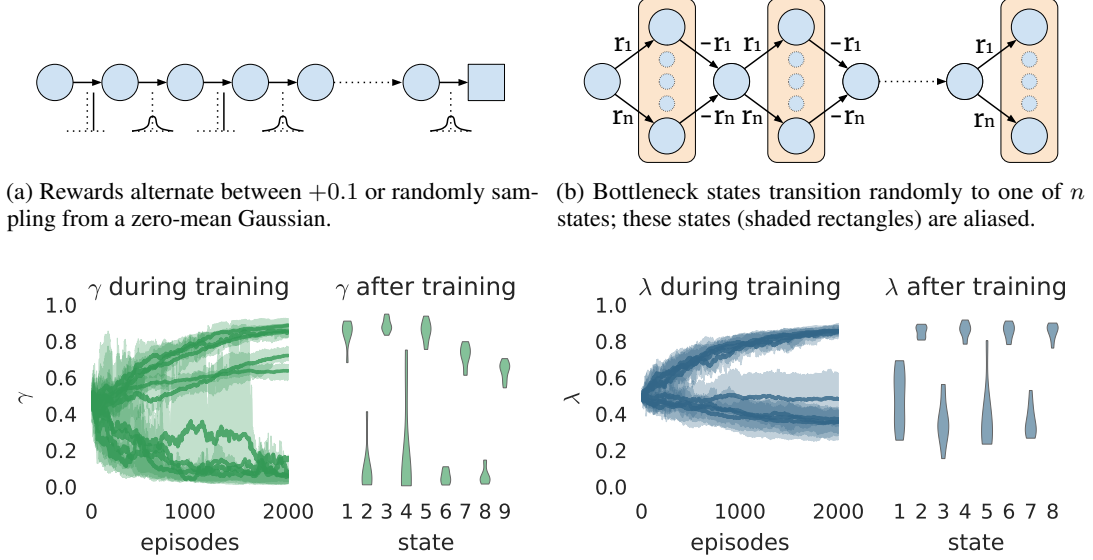 r₁ -r₁ r₁ -r₁ r₁
rₙ -rₙ rₙ -rₙ rₙ
(a) Rewards alternate between +0.1 or randomly sam-
pling from a zero-mean Gaussian.
(b) Bottleneck states transition randomly to one of n
states; these states (shaded rectangles) are aliased.
γ during training
γ
1.0
0.8
0.6
0.4
0.2
0.0
0 1000 2000
episodes
γ after training
1 2 3 4 5 6 7 8 9
state
λ during training
λ
1.0
0.8
0.6
0.4
0.2
0.0
0 1000 2000
episodes
λ after training
1 2 3 4 5 6 7 8
state